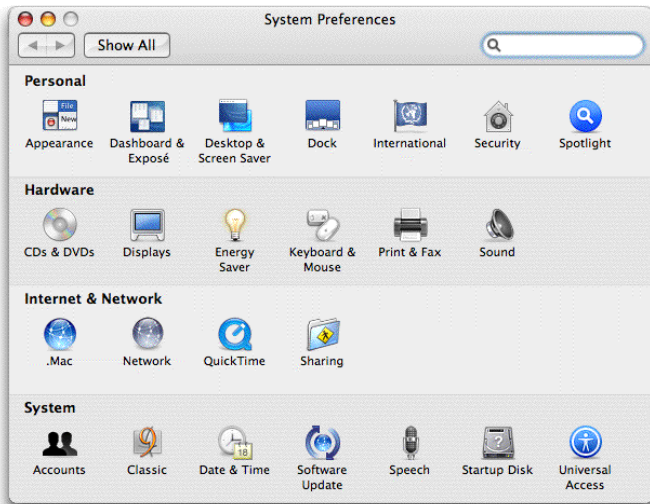 System Preferences
Show All
Personal
File
New
Appearance
Dashboard &
Exposé
Desktop &
Screen Saver
Dock
International
Security
Spotlight
Hardware
CDs & DVDs
Displays
Energy
Saver
Keyboard &
Mouse
Print & Fax
Sound
Internet & Network
.Mac
Network
QuickTime
Sharing
System
18
?
Accounts
Classic
Date & Time
Software
Update
Speech
Startup Disk
Universal
Access